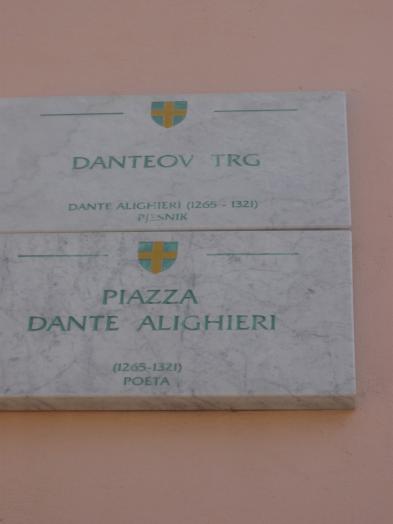 DANTEOV TRG
DANTE ALIGHIERI (1265 - 1321)
PJESNIK
PIAZZA
DANTE ALIGHIERI
(1265-1321)
POETA